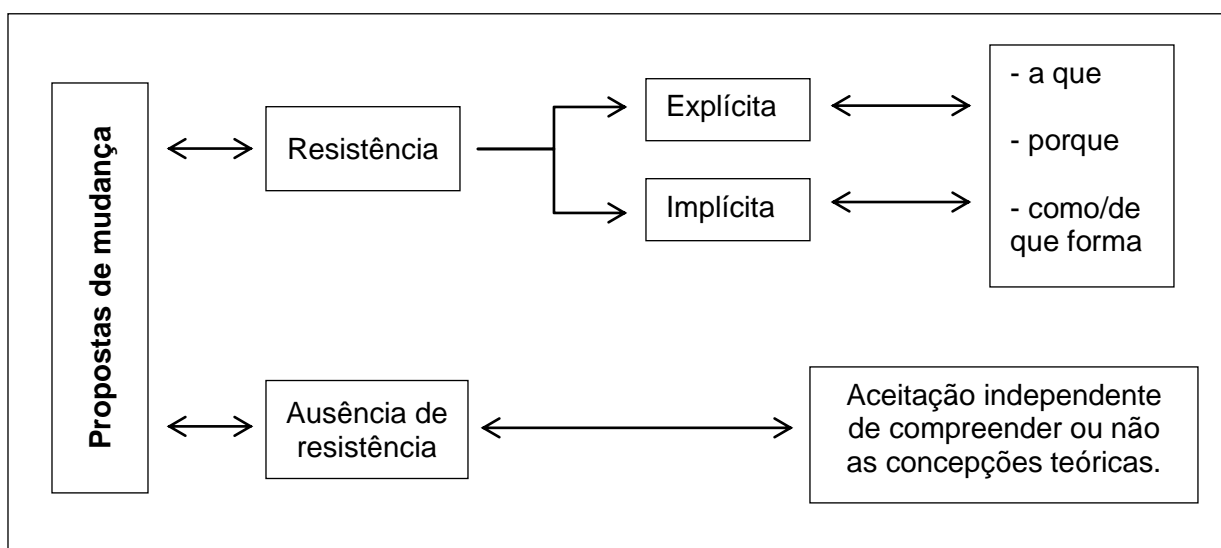 Propostas de mudança
Resistência
Explícita
Implícita
- a que
- porque
- como/de
que forma
Ausência de
resistência
Aceitação independente
de compreender ou não
as concepções teóricas.